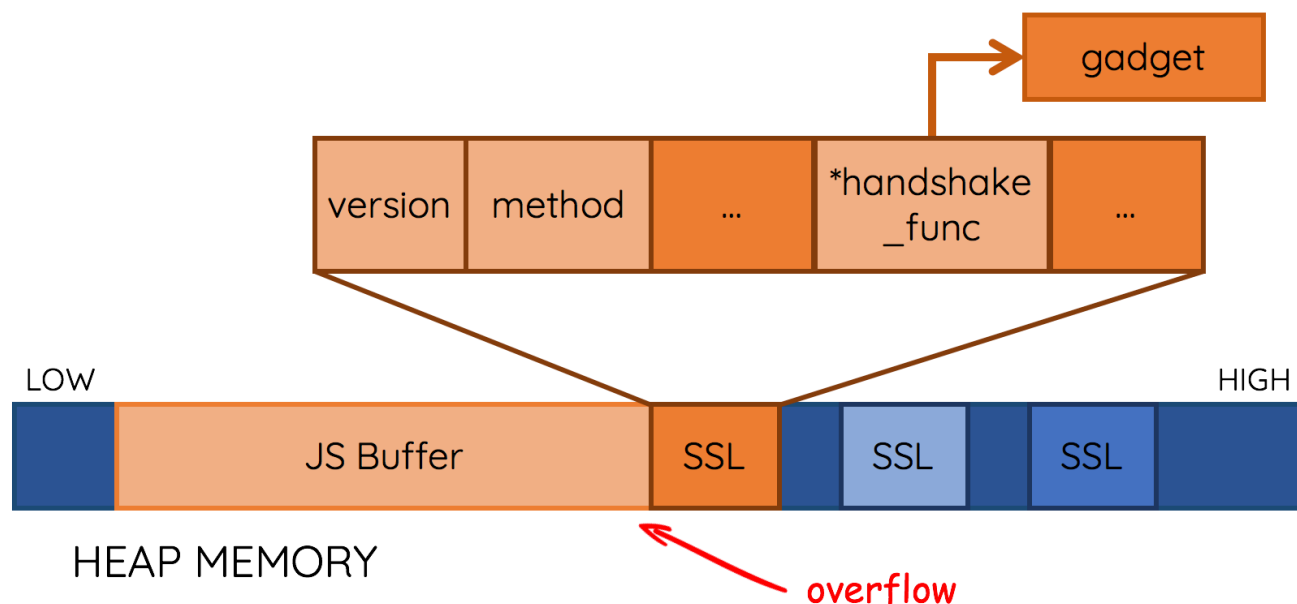 gadget
version
method
...
*handshake
_func
...
LOW
HIGH
JS Buffer
SSL
SSL
SSL
HEAP MEMORY
overflow